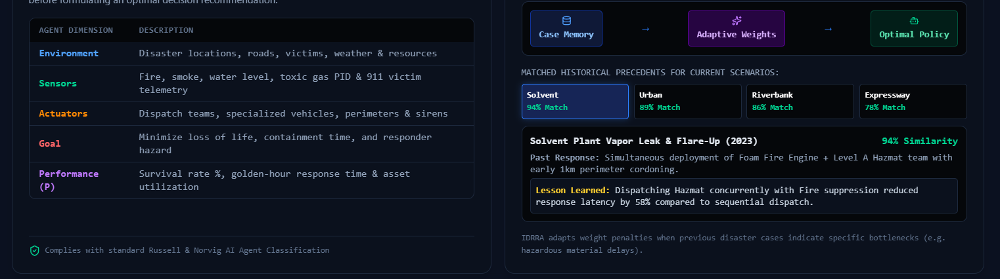 before formulating an optimal decision recommendation.
AGENT DIMENSION DESCRIPTION
Environment Disaster locations, roads, victims, weather & resources
Sensors Fire, smoke, water level, toxic gas PID & 911 victim
telemetry
Actuators Dispatch teams, specialized vehicles, perimeters & sirens
Goal Minimize loss of life, containment time, and responder
hazard
Performance Survival rate %, golden-hour response time & asset
(P) utilization
Complies with standard Russell & Norvig AI Agent Classification
Case Memory → Adaptive Weights → Optimal Policy
MATCHED HISTORICAL PRECEDENTS FOR CURRENT SCENARIOS:
Solvent Urban Riverbank Expressway
94% Match 89% Match 86% Match 78% Match
Solvent Plant Vapor Leak & Flare-Up (2023) 94% Similarity
Past Response: Simultaneous deployment of Foam Fire Engine + Level A Hazmat team with
early 1km perimeter cordoning.
Lesson Learned: Dispatching Hazmat concurrently with Fire suppression reduced
response latency by 58% compared to sequential dispatch.
IDRRA adapts weight penalties when previous disaster cases indicate specific bottlenecks (e.g.
hazardous material delays).